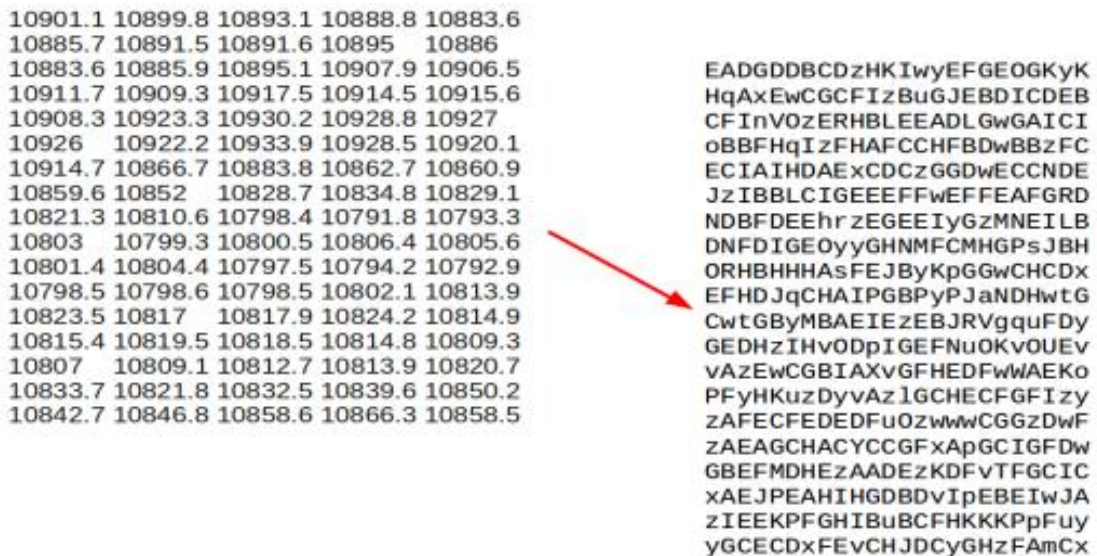 10901.1 10899.8 10893.1 10888.8 10883.6
10885.7 10891.5 10891.6 10895 10886
10883.6 10885.9 10895.1 10907.9 10906.5
10911.7 10909.3 10917.5 10914.5 10915.6
10908.3 10923.3 10930.2 10928.8 10927
10926 10922.2 10933.9 10928.5 10920.1
10914.7 10866.7 10883.8 10862.7 10860.9
10859.6 10852 10828.7 10834.8 10829.1
10821.3 10810.6 10798.4 10791.8 10793.3
10803 10799.3 10800.5 10806.4 10805.6
10801.4 10804.4 10797.5 10794.2 10792.9
10798.5 10798.6 10798.5 10802.1 10813.9
10823.5 10817 10817.9 10824.2 10814.9
10815.4 10819.5 10818.5 10814.8 10809.3
10807 10809.1 10812.7 10813.9 10820.7
10833.7 10821.8 10832.5 10839.6 10850.2
10842.7 10846.8 10858.6 10866.3 10858.5
EADGDDBCDzHKIwyEFGEOGKyK
HqAxEwCGCFIzBuGJEBDICDEB
CFInVOzERHBLEEADLGwGAICI
oBBFHqIzFHAFCCHFBDwBBzFC
ECIAIHDAExCDCzGGDwECCNDE
JzIBBLCIGEEEFFwEFFEAFGRD
NDBFDEEhrzEGEEIyGzMNEILB
DNFDIGEOyyGHNMFCMHGPsJBH
ORHBHHHAsFEJByKpGGwCHCDx
EFHDJqCHAIPGBPyPJaNDHwtG
CwtGByMBAEIEzEBJRVgquFDy
GEDHzIHvODpIGEFNuOKvOUEv
vAzEwCGBIAXvGFHEDFwWAEKo
PFyHKuzDyvAzlGCHECFGFIzy
zAFECFEDEDFuOzwwwCGGzDwF
zAEAGCHACYCCGFxApGCIGFDw
GBEFMDHEzAADEzKDFvTFGCIC
xAEJPEAHIHGDBDvIpEBEIwJA
zIEEKPFGHIBuBCFHKKKPpFuy
yGCECDxFEvCHJDCyGHzFAmCx